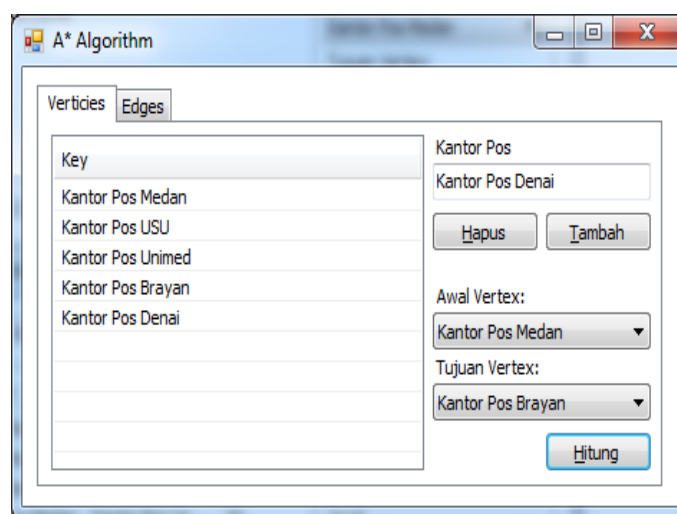 A* Algorithm
Verticies Edges
Key
Kantor Pos Medan
Kantor Pos USU
Kantor Pos Unimed
Kantor Pos Brayan
Kantor Pos Denai
Kantor Pos
Kantor Pos Denai
Hapus Tambah
Awal Vertex:
Kantor Pos Medan
Tujuan Vertex:
Kantor Pos Brayan
Hitung